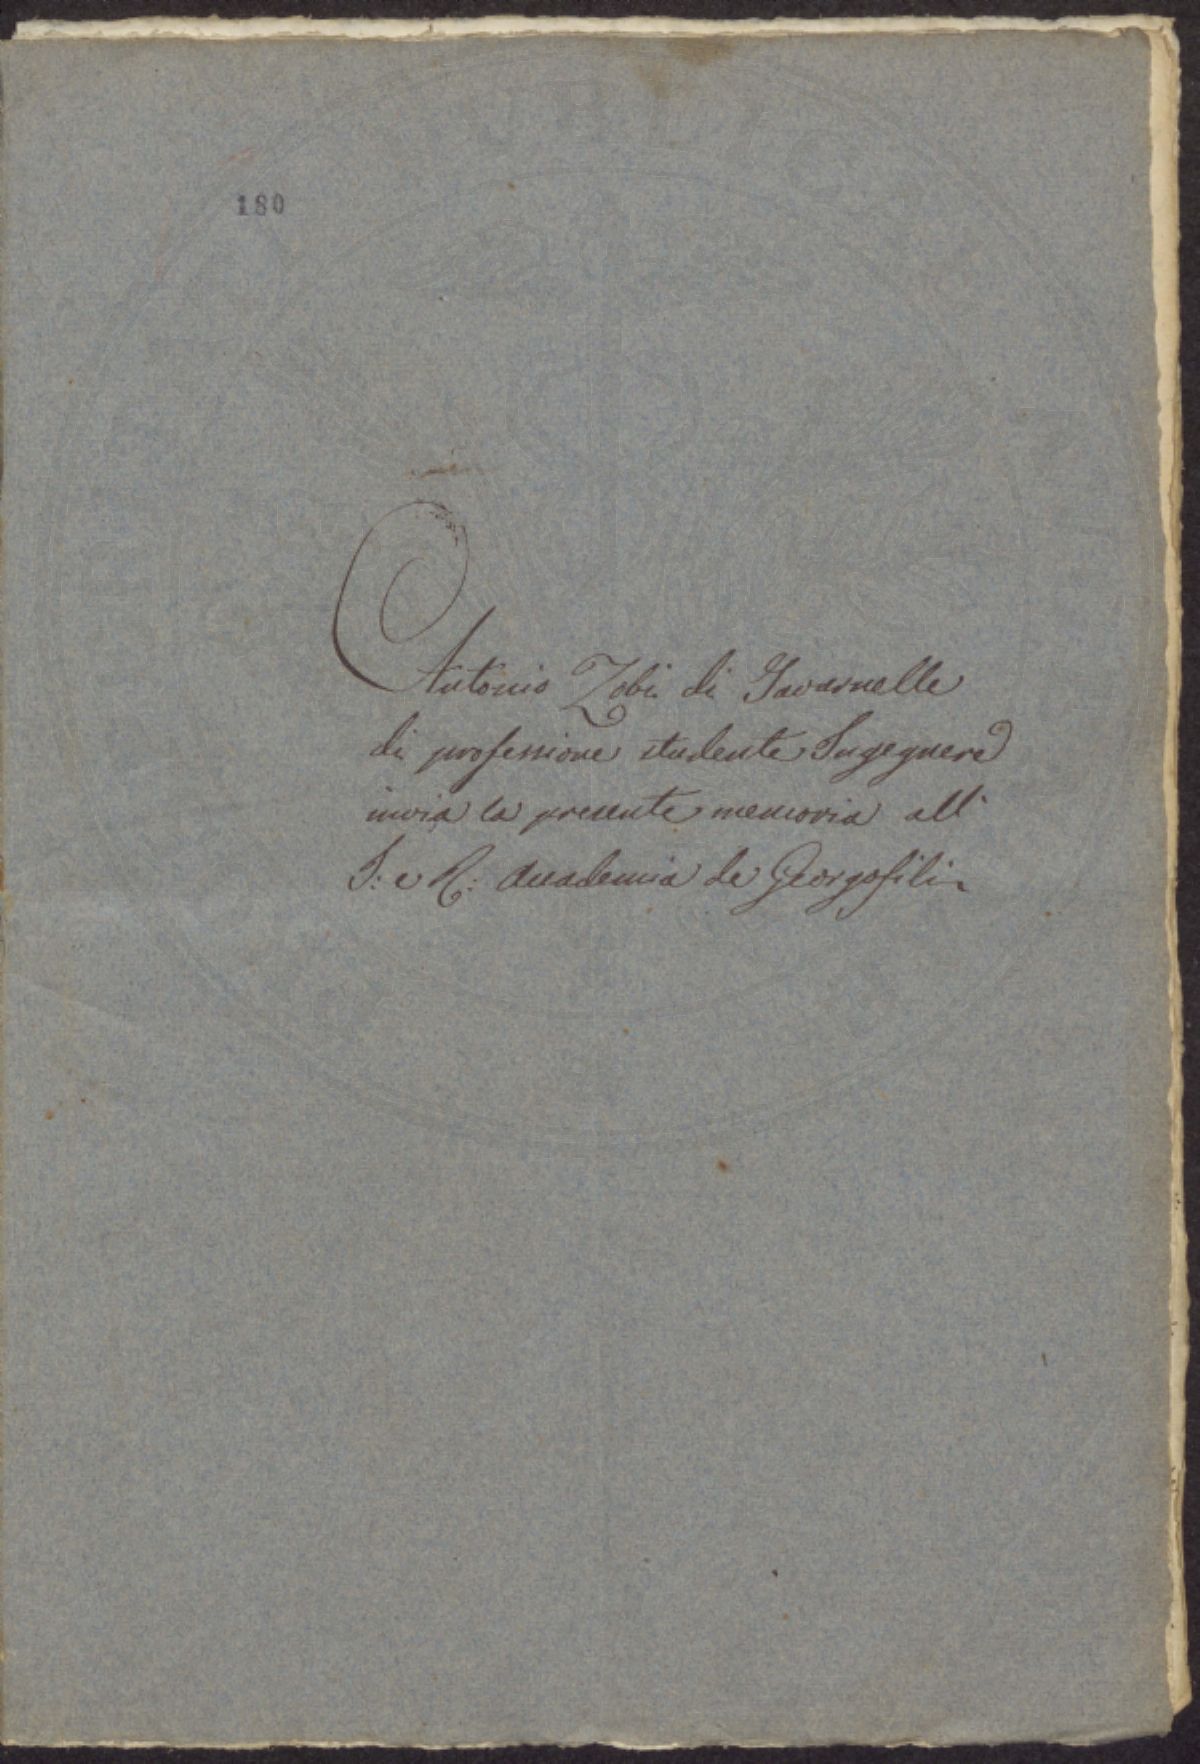 180
Antonio Zobi di Tavarnelle
di professione studente Ingegnere
invia la presente memoria all'
I: e R: Accademia de Georgofili